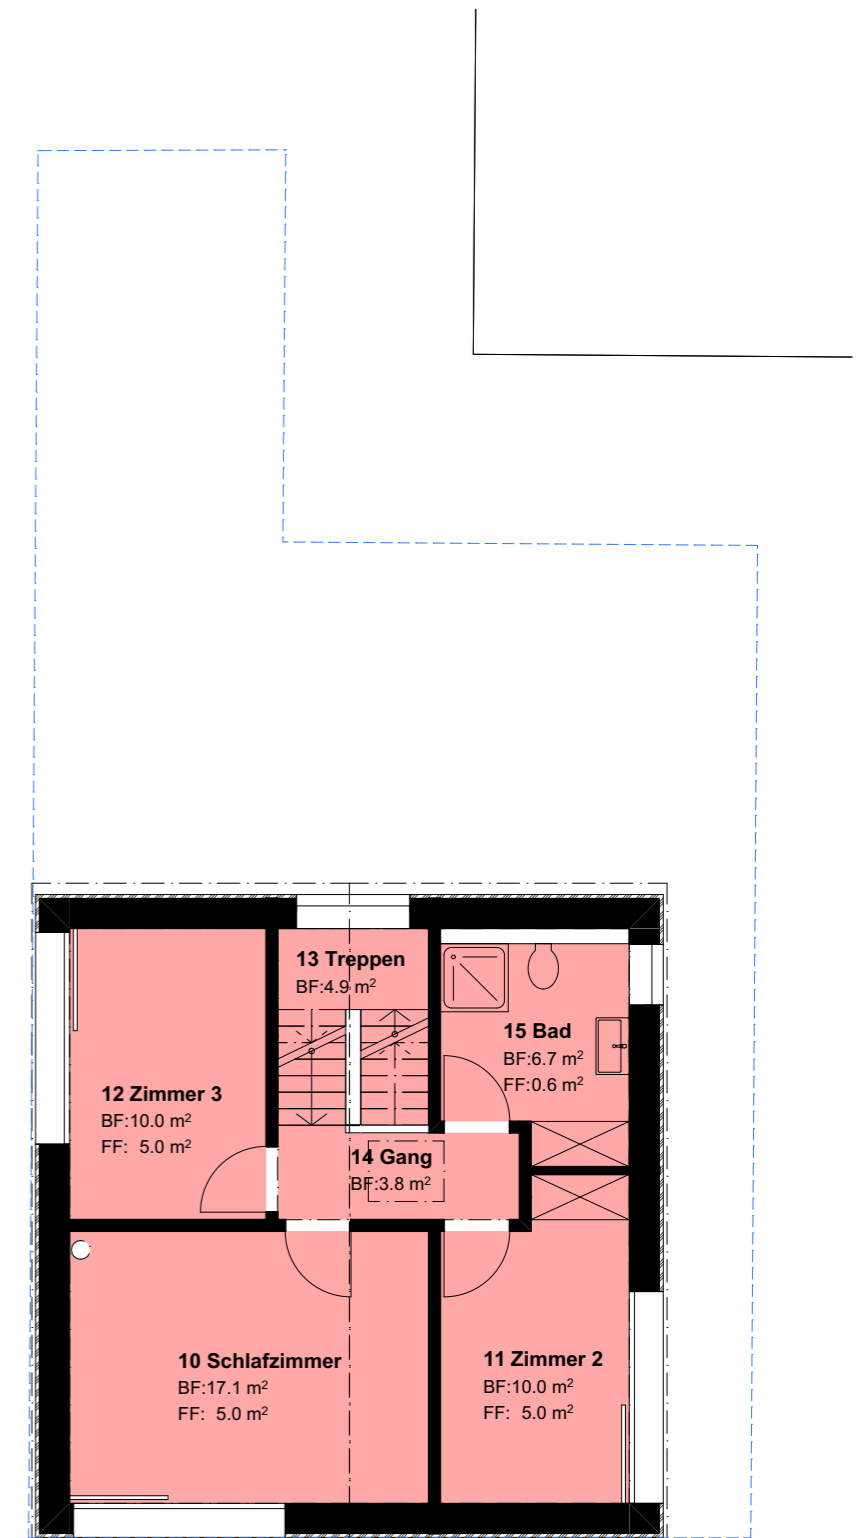 13 Treppen
BF:4.9 m²
15 Bad
BF:6.7 m²
FF:0.6 m²
12 Zimmer 3
BF:10.0 m²
FF: 5.0 m²
14 Gang
BF:3.8 m²
10 Schlafzimmer
BF:17.1 m²
FF: 5.0 m²
11 Zimmer 2
BF:10.0 m²
FF: 5.0 m²